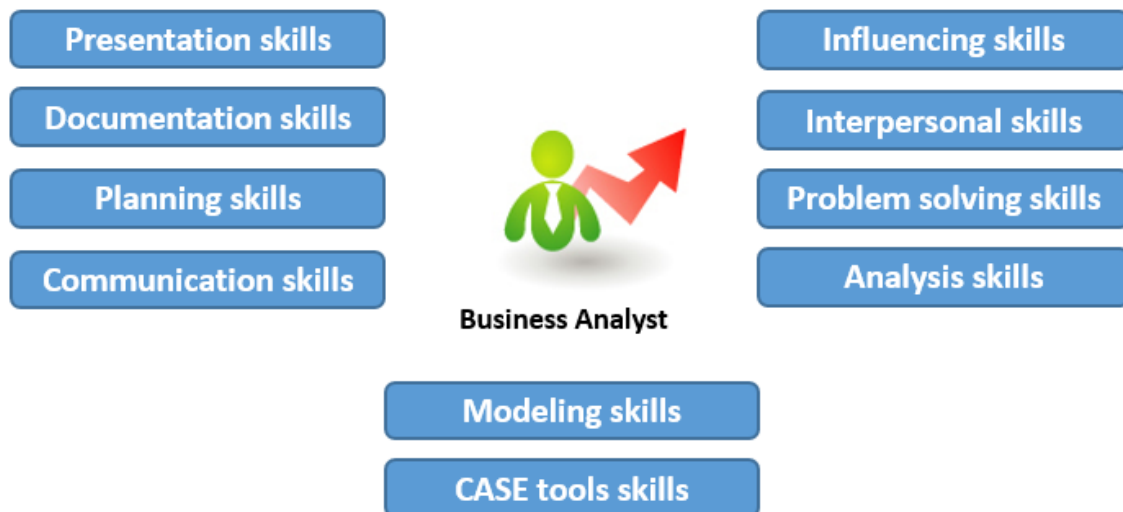 Presentation skills
Documentation skills
Planning skills
Communication skills
Influencing skills
Interpersonal skills
Problem solving skills
Analysis skills
Business Analyst
Modeling skills
CASE tools skills